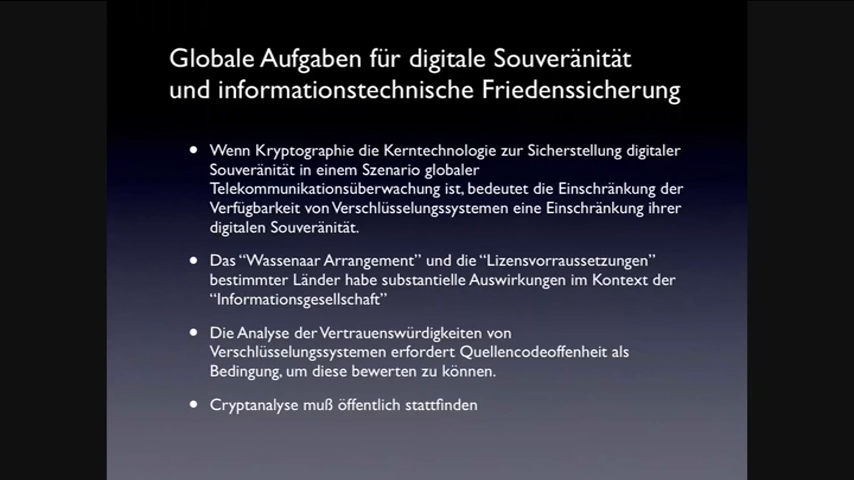 Globale Aufgaben für digitale Souveränität
und informationstechnische Friedenssicherung
• Wenn Kryptographie die Kerntechnologie zur Sicherstellung digitaler
Souveränität in einem Szenario globaler
Telekommunikationsüberwachung ist, bedeutet die Einschränkung der
Verfügbarkeit von Verschlüsselungssystemen eine Einschränkung ihrer
digitalen Souveränität.
• Das “Wassenaar Arrangement” und die “Lizensvorraussetzungen”
bestimmter Länder habe substantielle Auswirkungen im Kontext der
“Informationsgesellschaft”
• Die Analyse der Vertrauenswürdigkeiten von
Verschlüsselungssystemen erfordert Quellencodeoffenheit als
Bedingung, um diese bewerten zu können.
• Cryptanalyse muß öffentlich stattfinden